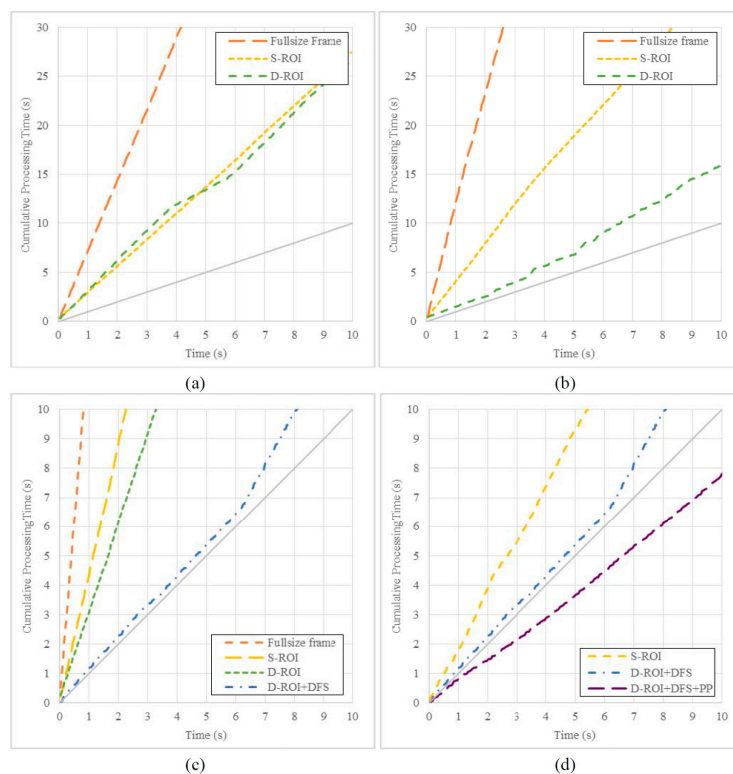 30
25
20
15
10
5
0
Cumulative Processing Time (s)
Fullsize Frame
S-ROI
D-ROI
0 1 2 3 4 5 6 7 8 9 10
Time (s)
(a)
30
25
20
15
10
5
0
Cumulative Processing Time (s)
Fullsize frame
S-ROI
D-ROI
0 1 2 3 4 5 6 7 8 9 10
Time (s)
(b)
10
9
8
7
6
5
4
3
2
1
0
Cumulative Processing Time (s)
Fullsize frame
S-ROI
D-ROI
D-ROI+DFS
0 1 2 3 4 5 6 7 8 9 10
Time (s)
(c)
10
9
8
7
6
5
4
3
2
1
0
Cumulative Processing Time (s)
S-ROI
D-ROI+DFS
D-ROI+DFS+PP
0 1 2 3 4 5 6 7 8 9 10
Time (s)
(d)